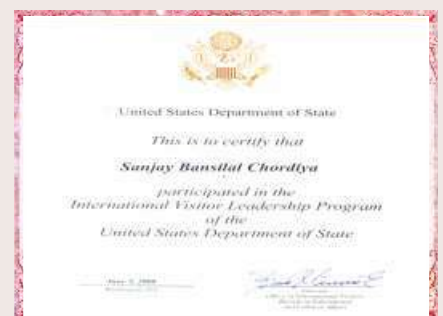 United States Department of State
This is to certify that
Sanjay Bansilal Chordiya
participated in the
International Visitor Leadership Program
of the
United States Department of State